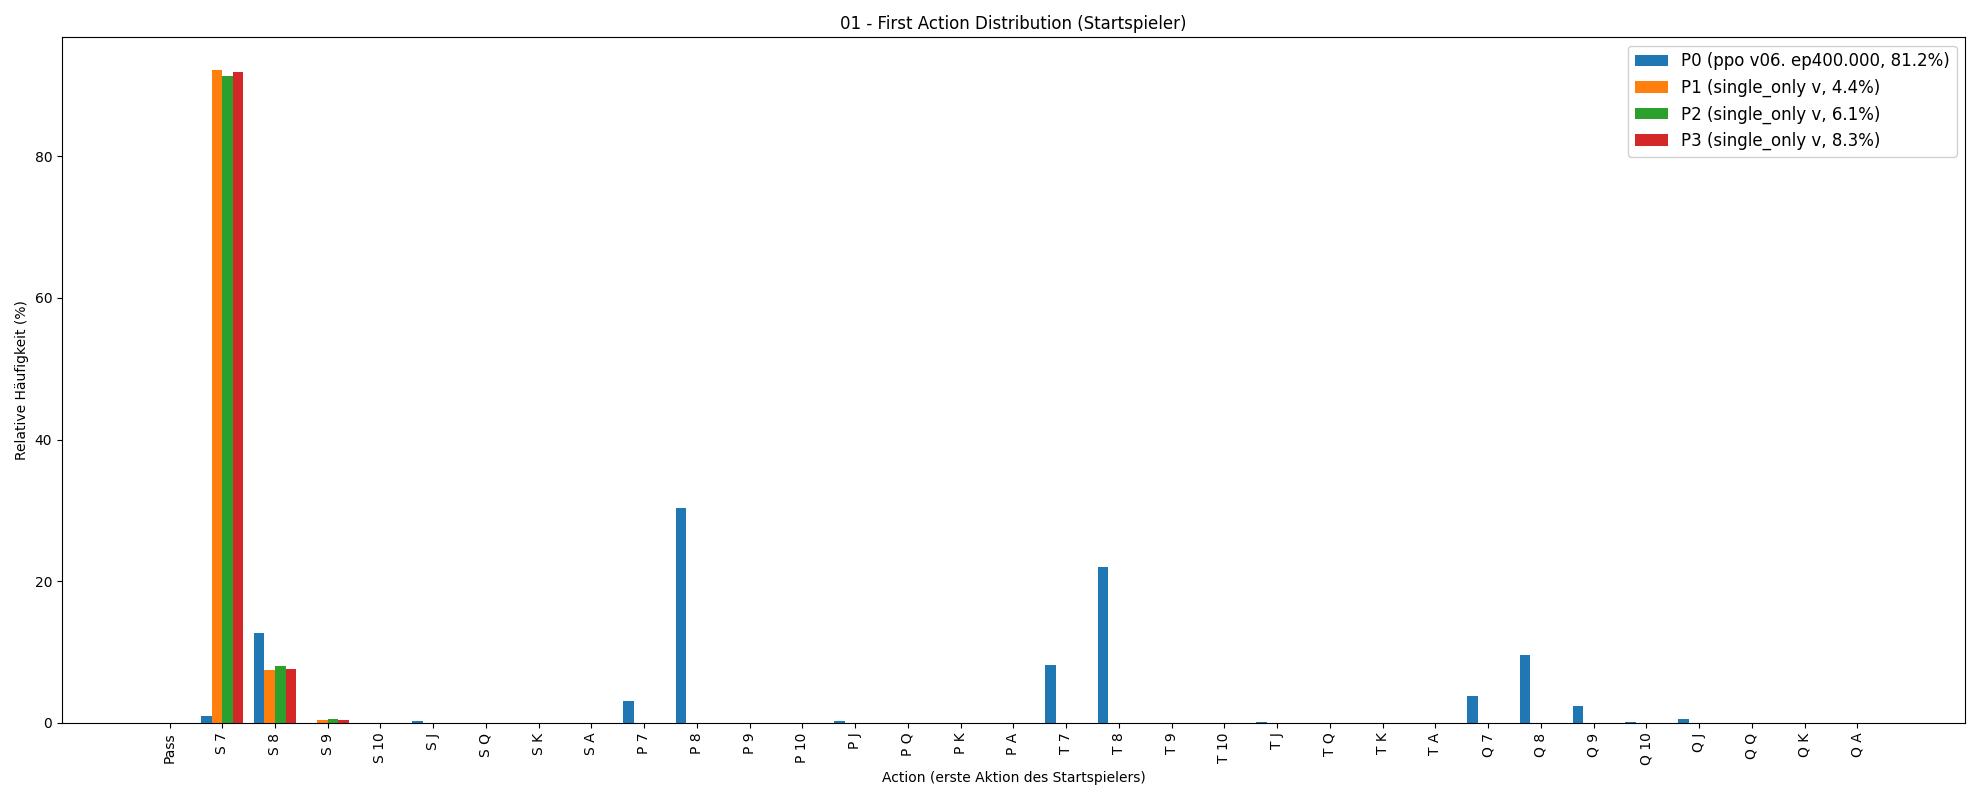 01 - First Action Distribution (Startspieler)
P0 (ppo v06. ep400.000, 81.2%)
P1 (single_only v, 4.4%)
P2 (single_only v, 6.1%)
P3 (single_only v, 8.3%)
Relative Häufigkeit (%)
80
60
40
20
0
Pass
S 7
S 8
S 9
S 10
S J
S Q
S K
S A
P 7
P 8
P 9
P 10
P J
P Q
P K
P A
T 7
T 8
T 9
T 10
T J
T Q
T K
T A
Q 7
Q 8
Q 9
Q 10
Q J
Q Q
Q K
Q A
Action (erste Aktion des Startspielers)